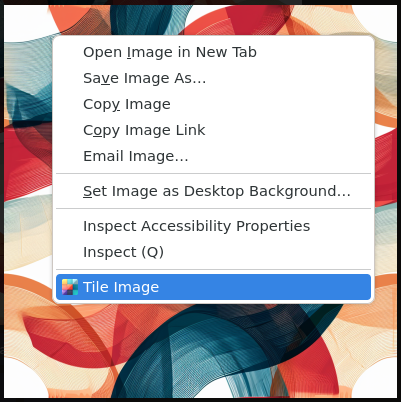 Open Image in New Tab
Save Image As…
Copy Image
Copy Image Link
Email Image…
Set Image as Desktop Background…
Inspect Accessibility Properties
Inspect (Q)
Tile Image